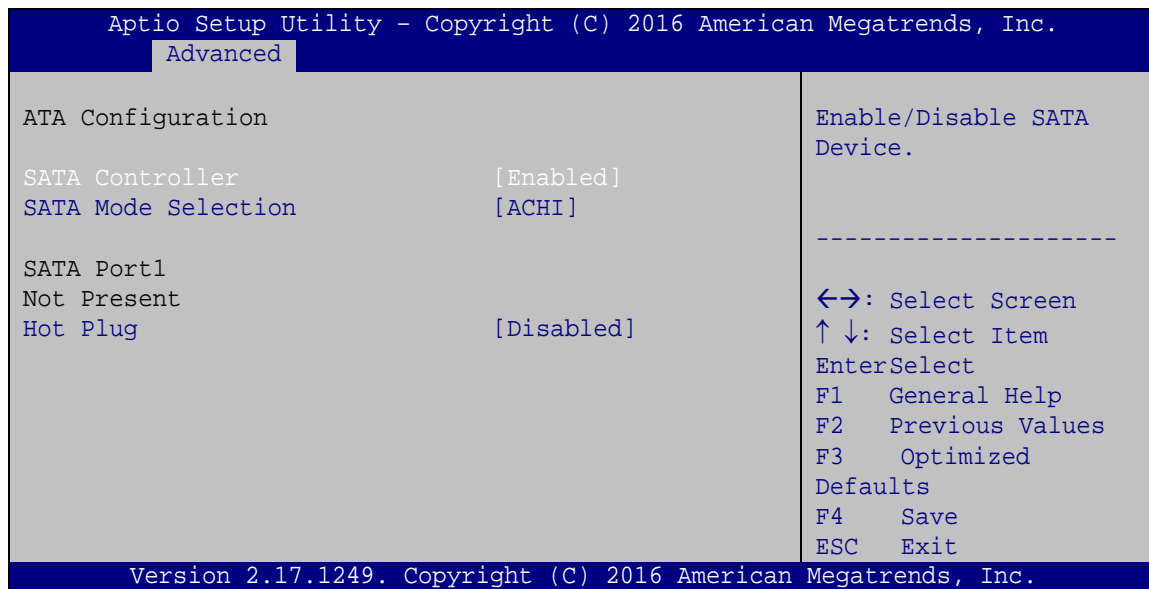 Aptio Setup Utility – Copyright (C) 2016 American Megatrends, Inc.
Advanced
ATA Configuration
SATA Controller [Enabled]
SATA Mode Selection [ACHI]
SATA Port1
Not Present
Hot Plug [Disabled]
Enable/Disable SATA
Device.
---------------------
←→: Select Screen
↑ ↓: Select Item
EnterSelect
F1 General Help
F2 Previous Values
F3 Optimized
Defaults
F4 Save
ESC Exit
Version 2.17.1249. Copyright (C) 2016 American Megatrends, Inc.